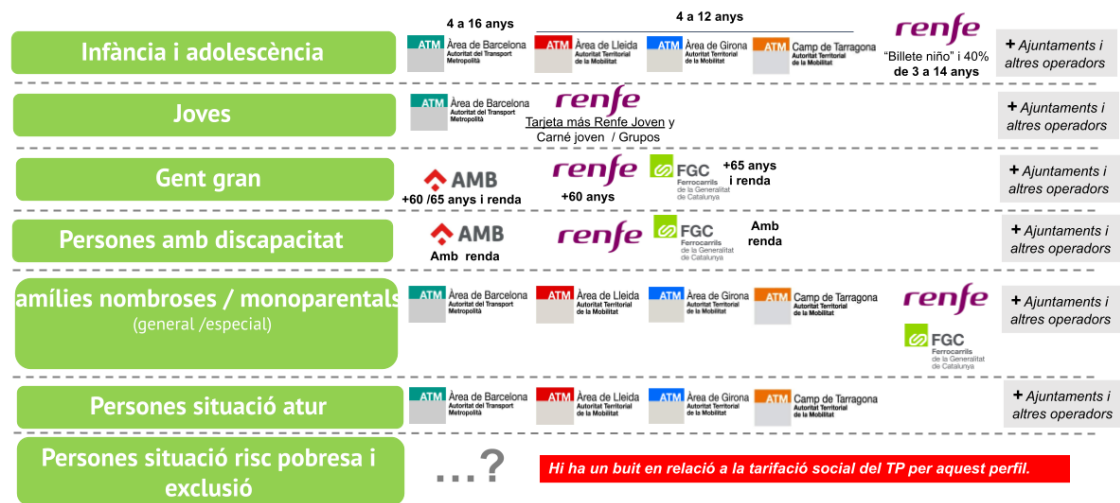 4 a 16 anys
4 a 12 anys
Infància i adolescència
ATM Àrea de Barcelona
Autoritat del Transport
Metropolità
ATM Àrea de Lleida
Autoritat Territorial
de la Mobilitat
ATM Àrea de Girona
Autoritat Territorial
de la Mobilitat
ATM Camp de Tarragona
Autoritat Territorial
de la Mobilitat
renfe
“Billete niño” i 40%
de 3 a 14 anys
+ Ajuntaments i
altres operadors
Joves
ATM Àrea de Barcelona
Autoritat del Transport
Metropolità
renfe
Tarjeta más Renfe Joven y
Carné joven / Grupos
+ Ajuntaments i
altres operadors
Gent gran
AMB
+60 /65 anys i renda
renfe
+60 anys
FGC
Ferrocarrils
de la Generalitat
de Catalunya
+65 anys
i renda
+ Ajuntaments i
altres operadors
Persones amb discapacitat
AMB
Amb renda
renfe
FGC
Ferrocarrils
de la Generalitat
de Catalunya
Amb
renda
+ Ajuntaments i
altres operadors
amílies nombroses / monoparentals
(general /especial)
ATM Àrea de Barcelona
Autoritat del Transport
Metropolità
ATM Àrea de Lleida
Autoritat Territorial
de la Mobilitat
ATM Àrea de Girona
Autoritat Territorial
de la Mobilitat
ATM Camp de Tarragona
Autoritat Territorial
de la Mobilitat
renfe
FGC
Ferrocarrils
de la Generalitat
de Catalunya
+ Ajuntaments i
altres operadors
Persones situació atur
ATM Àrea de Barcelona
Autoritat del Transport
Metropolità
ATM Àrea de Lleida
Autoritat Territorial
de la Mobilitat
ATM Àrea de Girona
Autoritat Territorial
de la Mobilitat
ATM Camp de Tarragona
Autoritat Territorial
de la Mobilitat
+ Ajuntaments i
altres operadors
Persones situació risc pobresa i
exclusió
...?
Hi ha un buit en relació a la tarifació social del TP per aquest perfil.